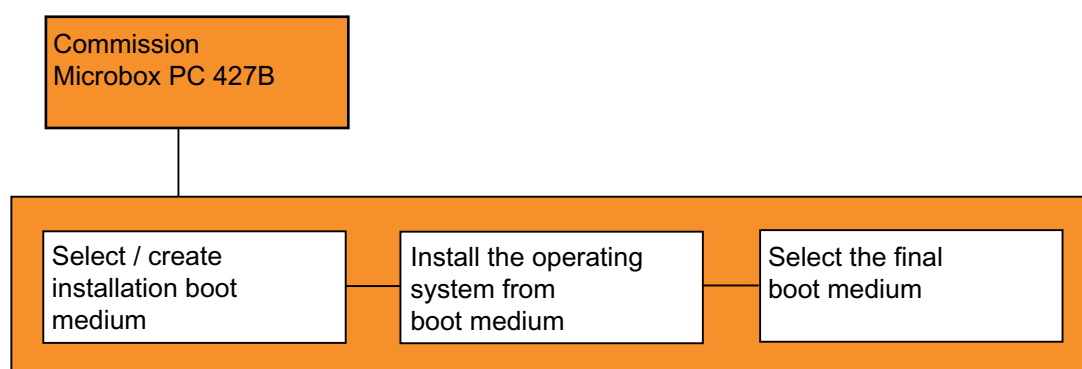 Commission
Microbox PC 427B
Select / create
installation boot
medium
Install the operating
system from
boot medium
Select the final
boot medium